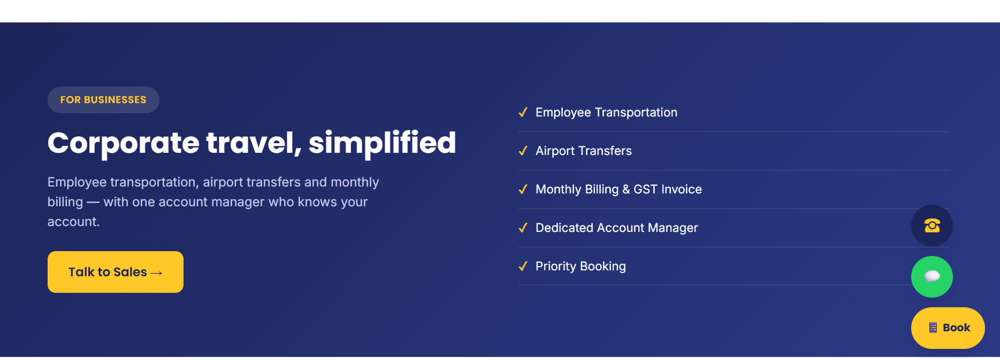 FOR BUSINESSES
Corporate travel, simplified
Employee transportation, airport transfers and monthly
billing — with one account manager who knows your
account.
Talk to Sales →
✓ Employee Transportation
✓ Airport Transfers
✓ Monthly Billing & GST Invoice
✓ Dedicated Account Manager
✓ Priority Booking
Book